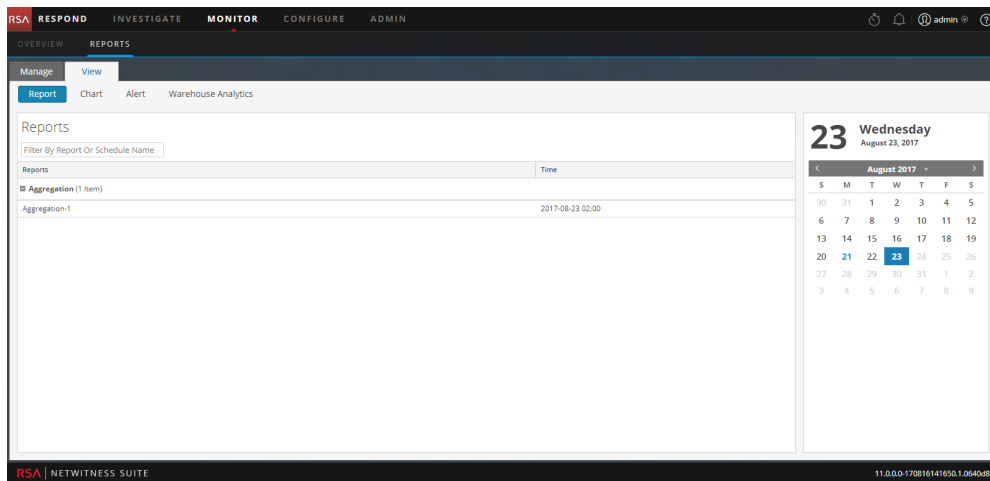 RSA RESPOND INVESTIGATE MONITOR CONFIGURE ADMIN admin
OVERVIEW REPORTS
Manage View
Report Chart Alert Warehouse Analytics
Reports
Filter By Report Or Schedule Name
Reports Time
Aggregation (1 Item)
Aggregation-1 2017-08-23 02:00
23 Wednesday
August 23, 2017
August 2017
S M T W T F S
30 31 1 2 3 4 5
6 7 8 9 10 11 12
13 14 15 16 17 18 19
20 21 22 23 24 25 26
27 28 29 30 31 1 2
3 4 5 6 7 8 9
RSA NETWITNESS SUITE 11.0.0.0-170816141650.1.0640d8